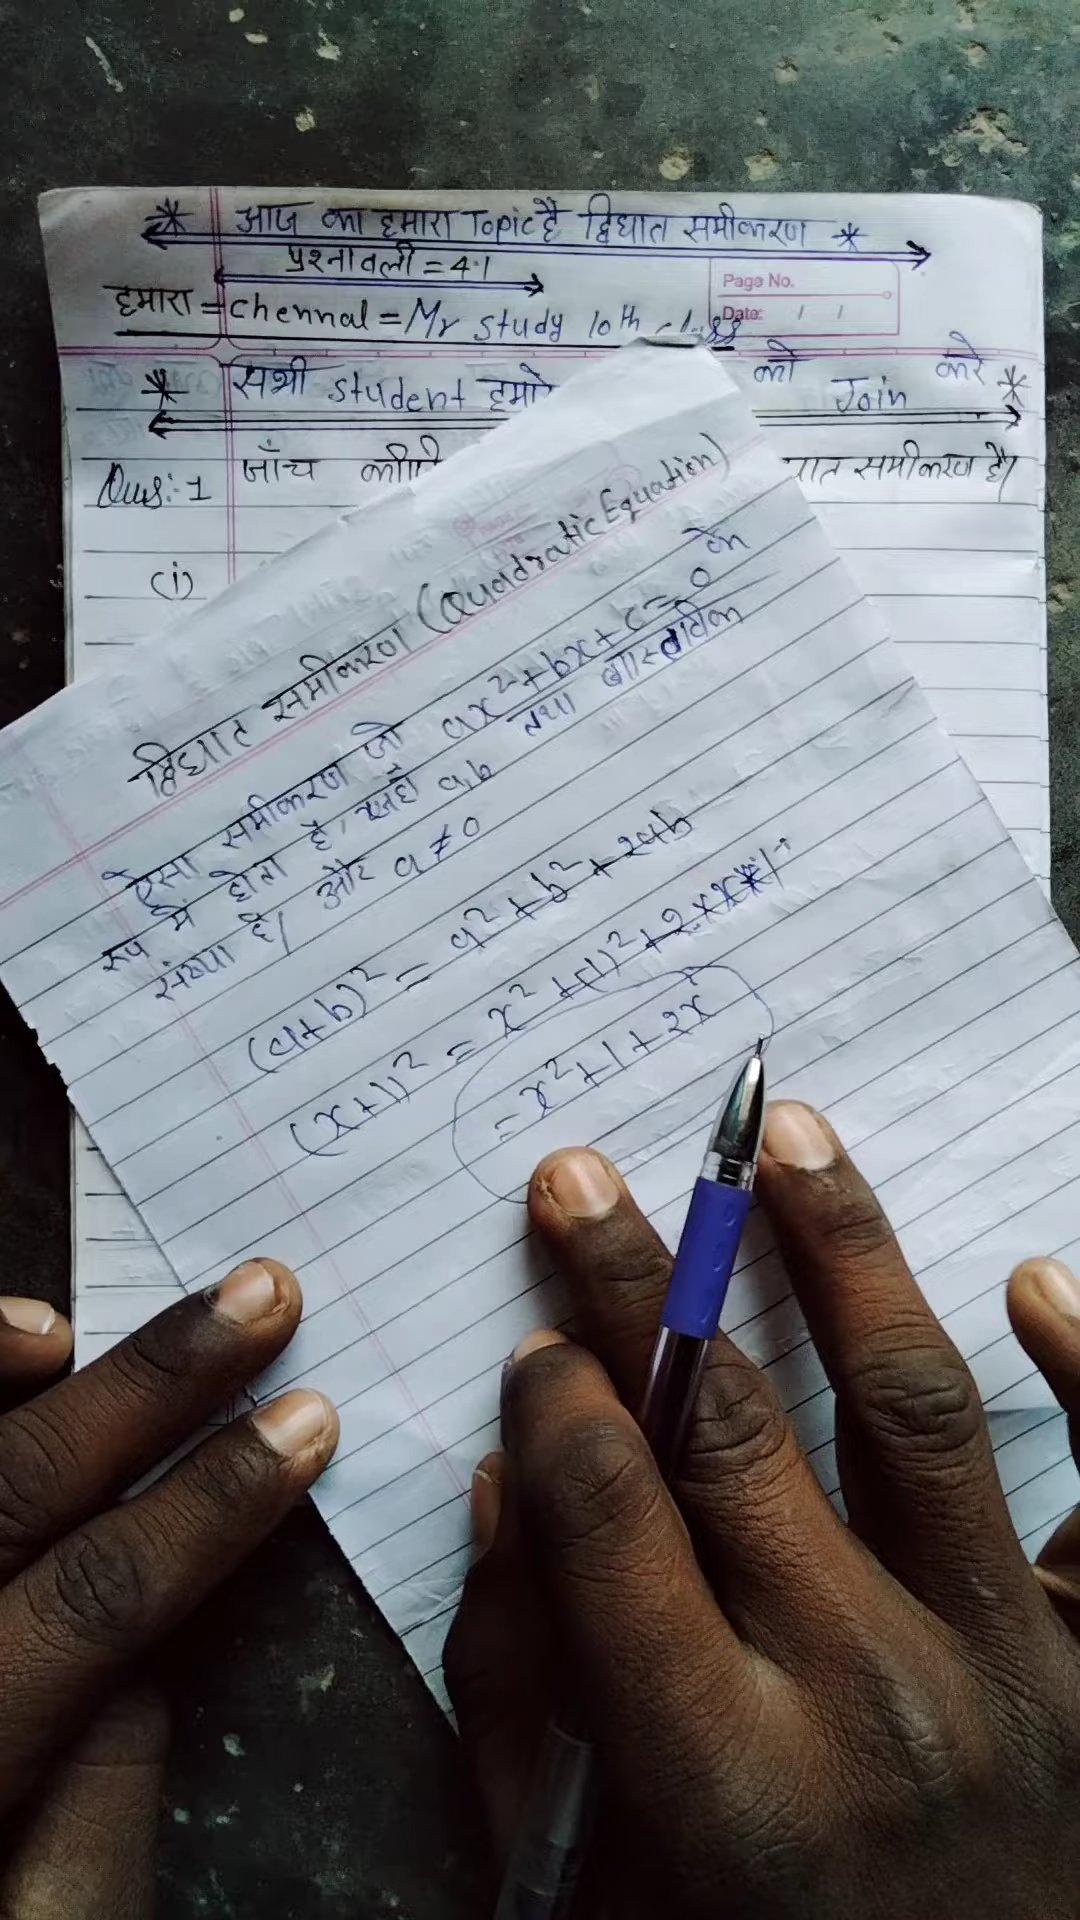 * आज का हमारा Topic है द्विघात समीकरण *
प्रश्नावली = 4.1
Page No.
हमारा = Chennal = Mr Study 10th class
Date: / /
* सभी student हमारे को Join करे *
Ques:- 1 जाँच समीकरण है।
(i)
द्विघात समीकरण (Quadratic Equation)
ऐसा समीकरण जो ax²+bx+c=0 के
रूप में होता है, जहाँ a,b तथा वास्तविक
संख्या है। और a ≠ 0
(a+b)² = a²+b²+2ab
(x+1)² = x²+(1)²+2×x×1
= x²+1+2x